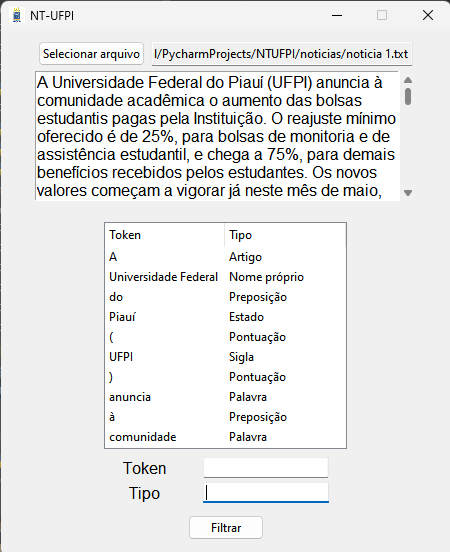 NT-UFPI
Selecionar arquivo l/PycharmProjects/NTUFPI/noticias/noticia 1.txt
A Universidade Federal do Piauí (UFPI) anuncia à
comunidade acadêmica o aumento das bolsas
estudantis pagas pela Instituição. O reajuste mínimo
oferecido é de 25%, para bolsas de monitoria e de
assistência estudantil, e chega a 75%, para demais
benefícios recebidos pelos estudantes. Os novos
valores começam a vigorar já neste mês de maio,
Token Tipo
A Artigo
Universidade Federal Nome próprio
do Preposição
Piauí Estado
( Pontuação
UFPI Sigla
) Pontuação
anuncia Palavra
à Preposição
comunidade Palavra
Token
Tipo
Filtrar